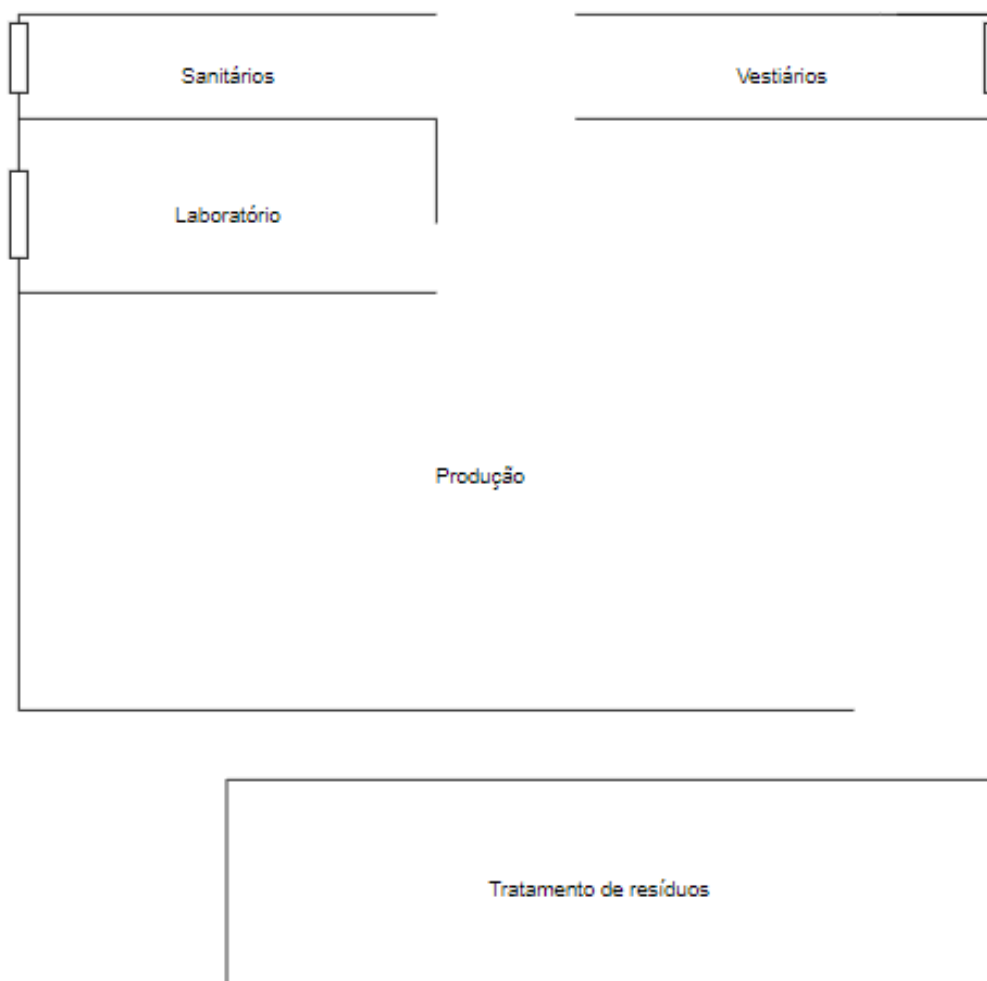 Sanitários
Vestiários
Laboratório
Produção
Tratamento de resíduos